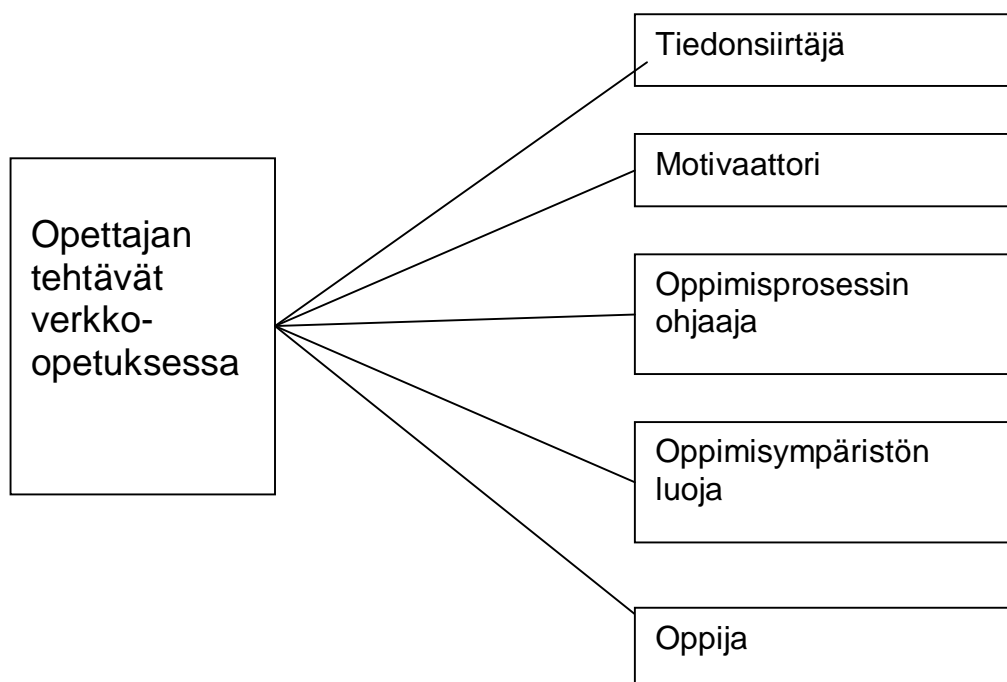 Opettajan
tehtävät
verkko-
opetuksessa
Tiedonsiirtäjä
Motivaattori
Oppimisprosessin
ohjaaja
Oppimisympäristön
luoja
Oppija